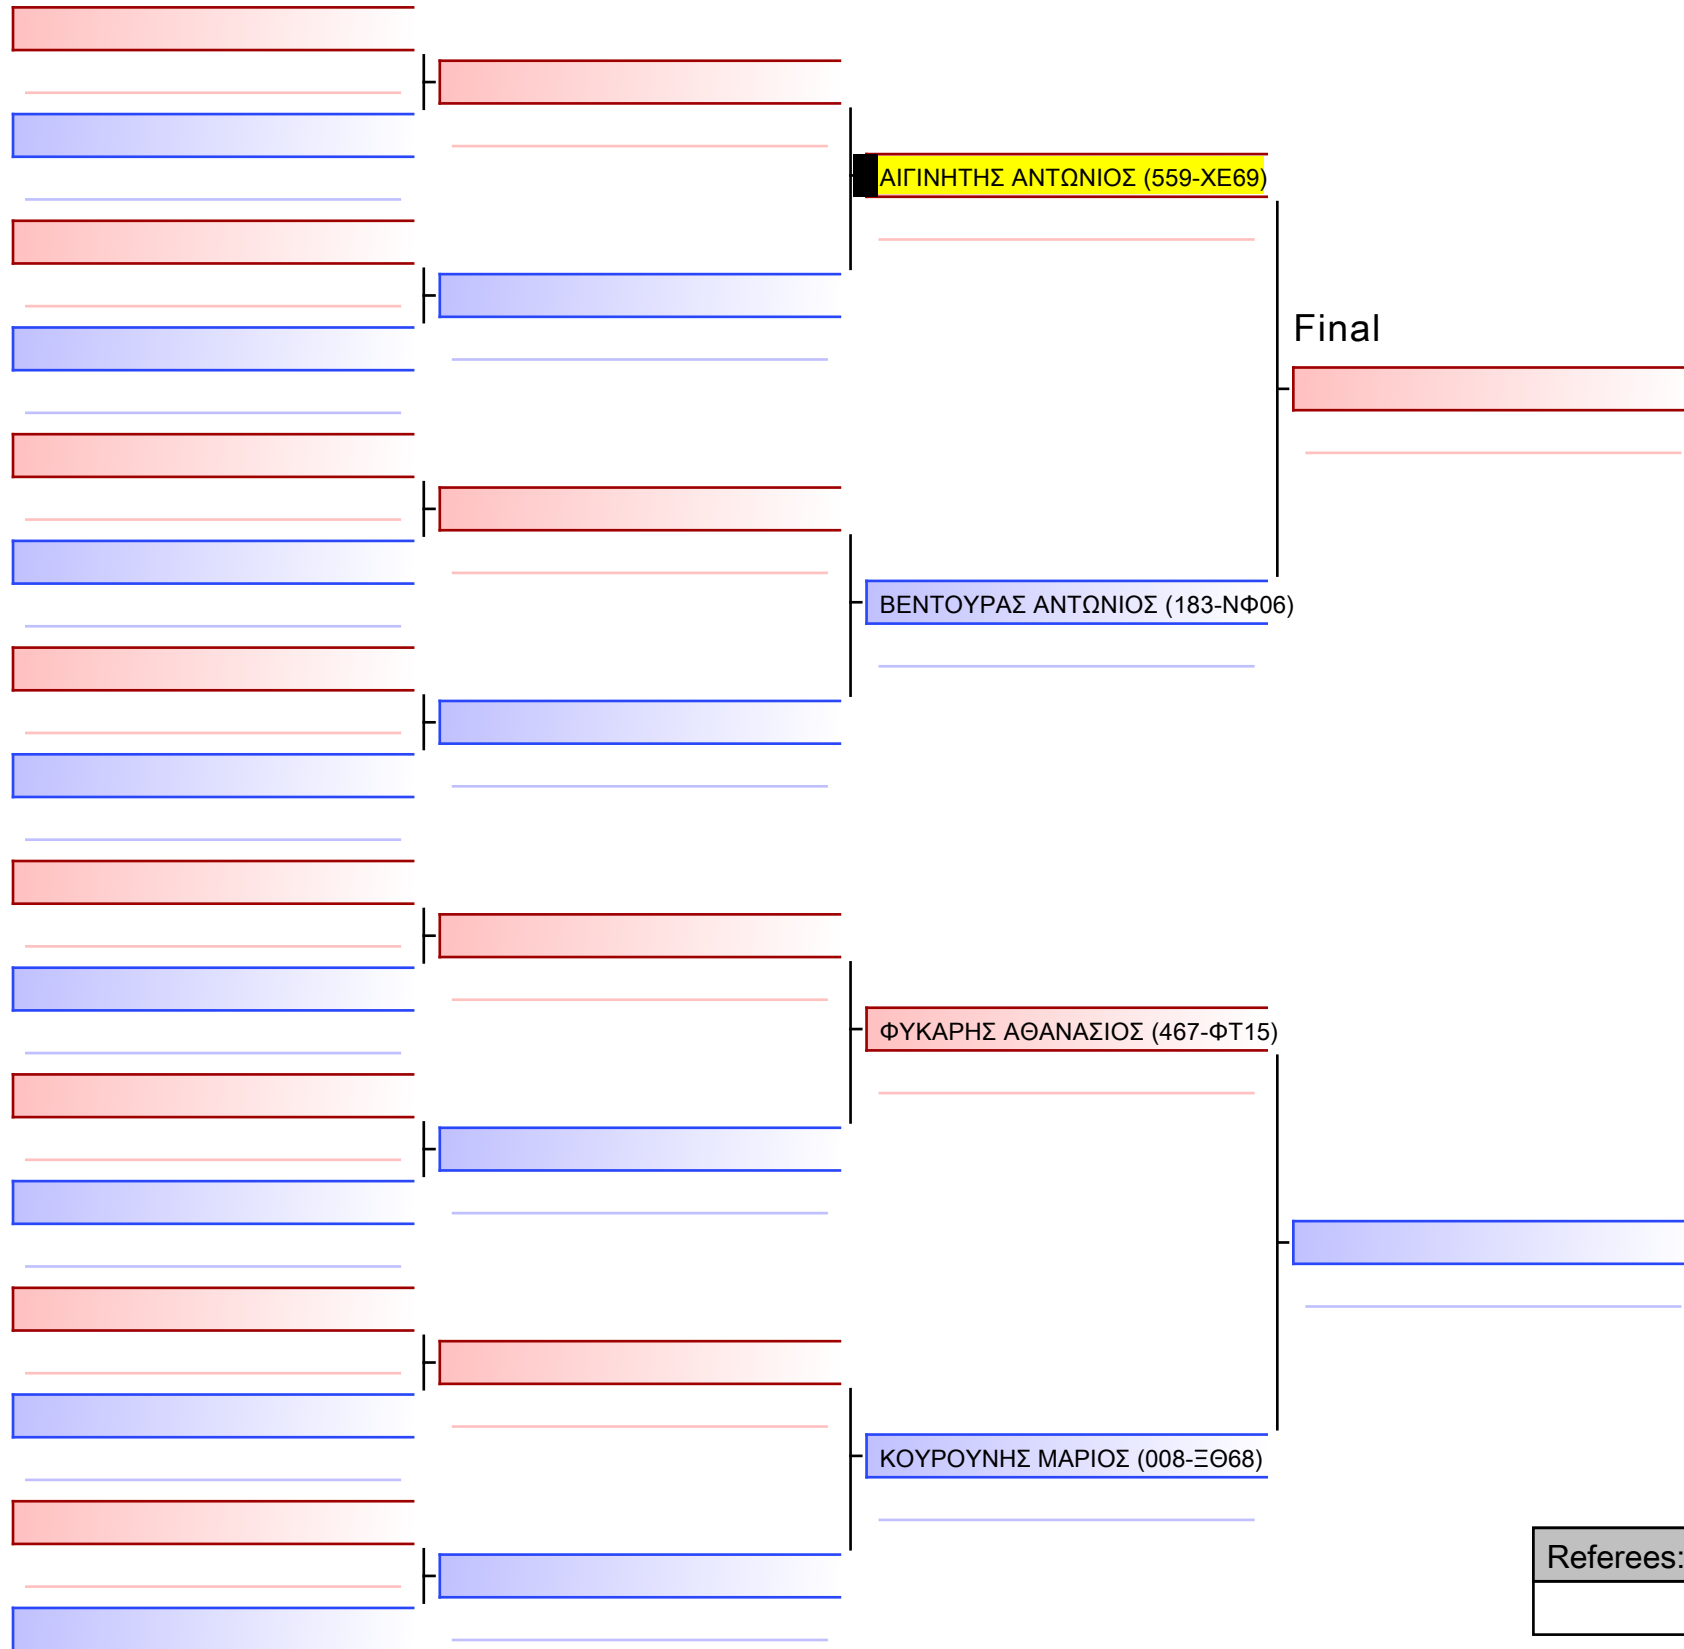 ΑΙΓΙΝΗΤΗΣ ΑΝΤΩΝΙΟΣ (559-ΧΕ69)
Final
ΒΕΝΤΟΥΡΑΣ ΑΝΤΩΝΙΟΣ (183-ΝΦ06)
ΦΥΚΑΡΗΣ ΑΘΑΝΑΣΙΟΣ (467-ΦΤ15)
ΚΟΥΡΟΥΝΗΣ ΜΑΡΙΟΣ (008-ΞΘ68)
Referees: